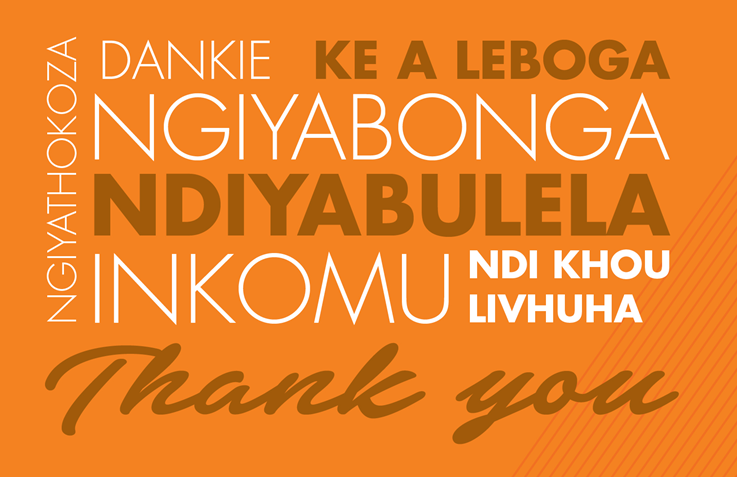 NGIYATHOKOZA
DANKIE
KE A LEBOGA
NGIYABONGA
NDIYABULELA
INKOMU
NDI KHOU
LIVHUHA
Thank you